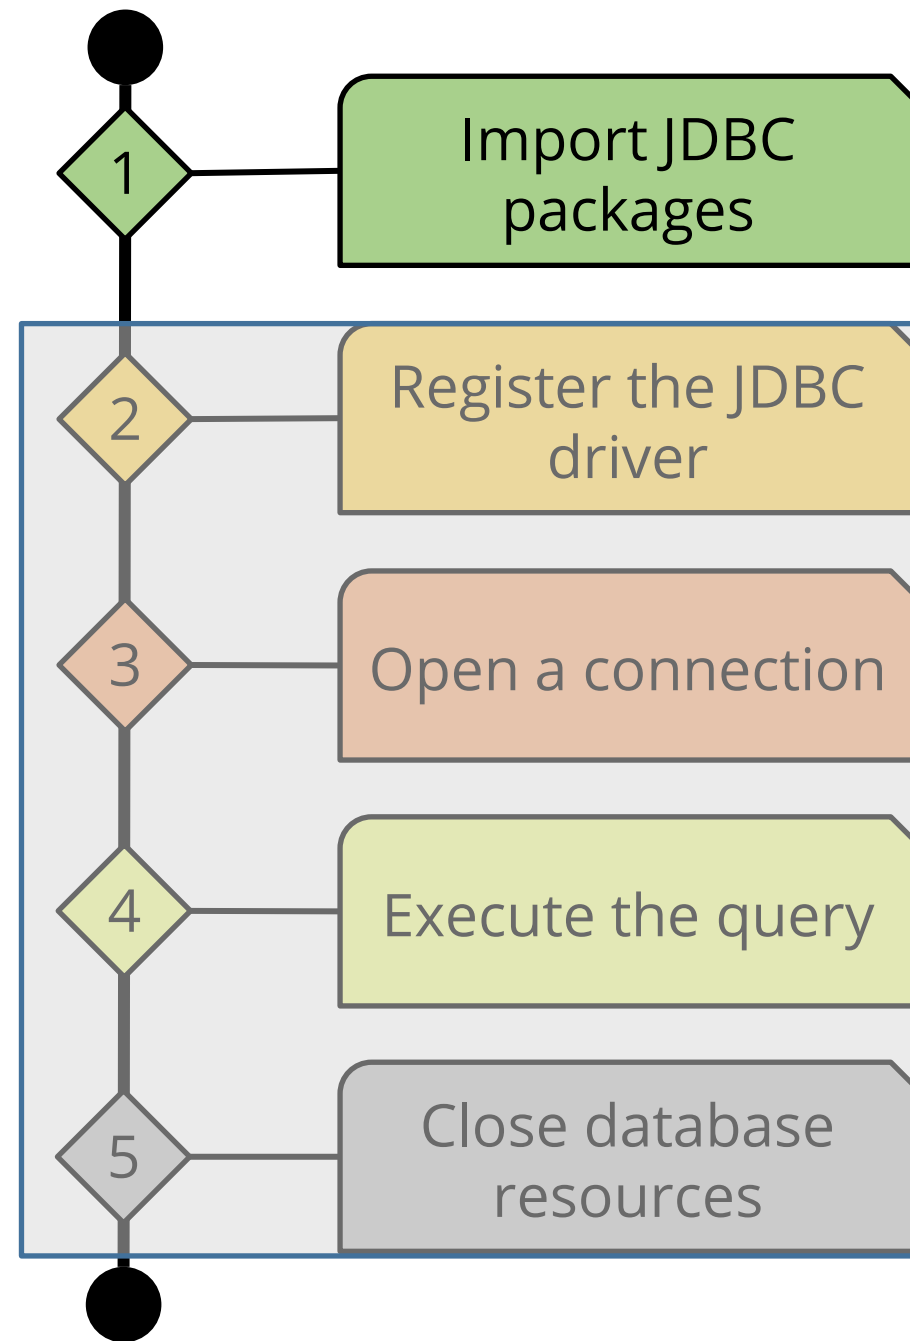 1
Import JDBC
packages
2
Register the JDBC
driver
3
Open a connection
4
Execute the query
5
Close database
resources